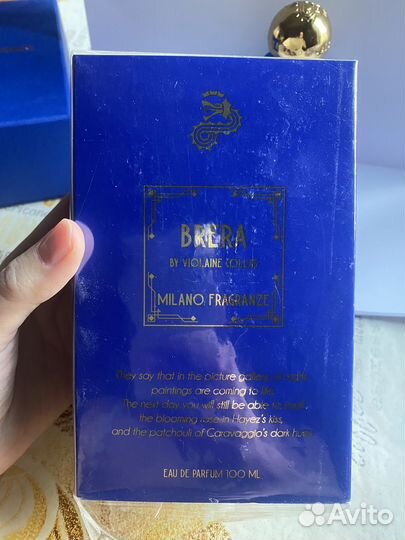 BRERA
BY VIOLAINE COLLAS
MILANO FRAGRANZE
They say that in the picture gallery at night
paintings are coming to life.
The next day you will still be able to smell
the blooming rose in Hayez's kiss,
and the patchouli of Caravaggio's dark hues
EAU DE PARFUM 100 ML
Avito